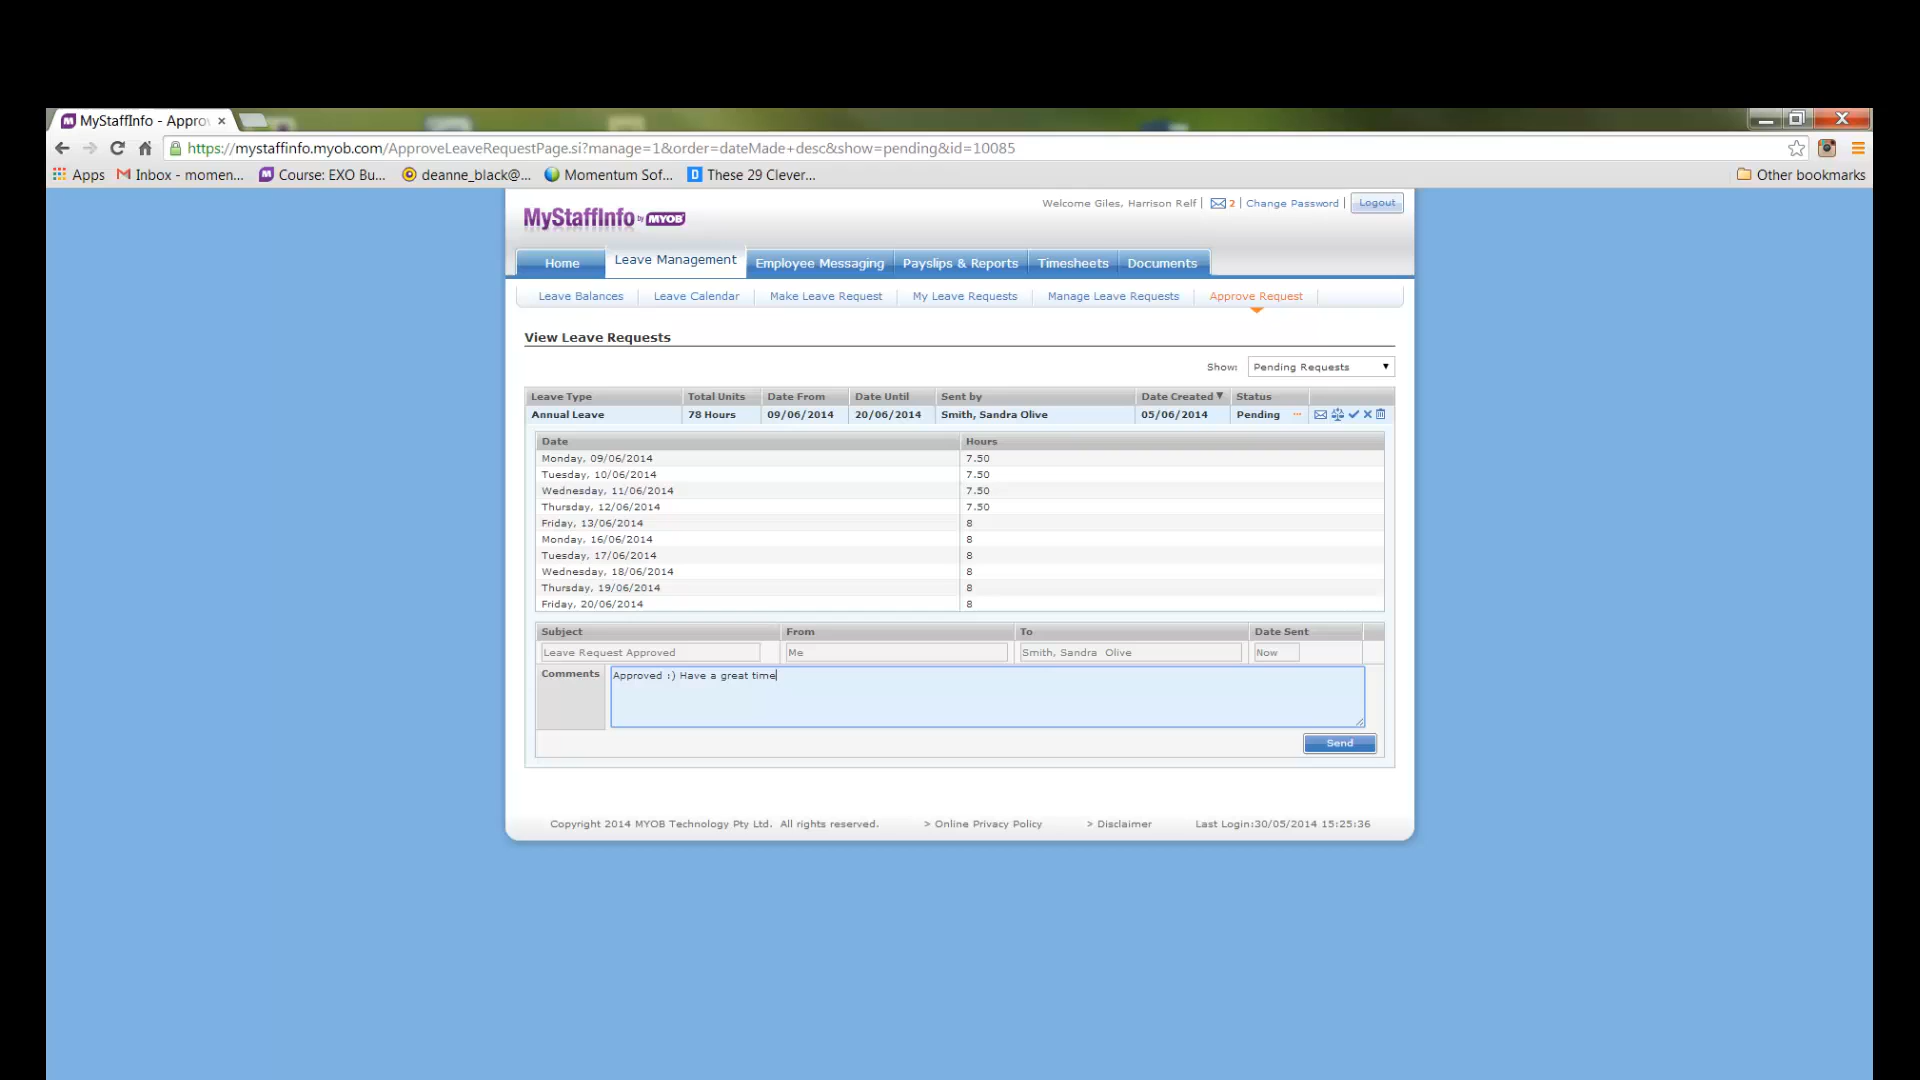 MyStaffInfo - Appro
https://mystaffinfo.myob.com/ApproveLeaveRequestPage.si?manage=1&order=dateMade+desc&show=pending&id=10085
Apps Inbox - momen... Course: EXO Bu... deanne_black@... Momentum Sof... These 29 Clever... Other bookmarks
MyStaffInfo by MYOB
Welcome Giles, Harrison Relf | 2 | Change Password | Logout
Home Leave Management Employee Messaging Payslips & Reports Timesheets Documents
Leave Balances Leave Calendar Make Leave Request My Leave Requests Manage Leave Requests Approve Request
View Leave Requests
Show: Pending Requests
Leave Type Total Units Date From Date Until Sent by Date Created Status
Annual Leave 78 Hours 09/06/2014 20/06/2014 Smith, Sandra Olive 05/06/2014 Pending
Date Hours
Monday, 09/06/2014 7.50
Tuesday, 10/06/2014 7.50
Wednesday, 11/06/2014 7.50
Thursday, 12/06/2014 7.50
Friday, 13/06/2014 8
Monday, 16/06/2014 8
Tuesday, 17/06/2014 8
Wednesday, 18/06/2014 8
Thursday, 19/06/2014 8
Friday, 20/06/2014 8
Subject From To Date Sent
Leave Request Approved Me Smith, Sandra Olive Now
Comments Approved :) Have a great time
Send
Copyright 2014 MYOB Technology Pty Ltd. All rights reserved. > Online Privacy Policy > Disclaimer Last Login:30/05/2014 15:25:36